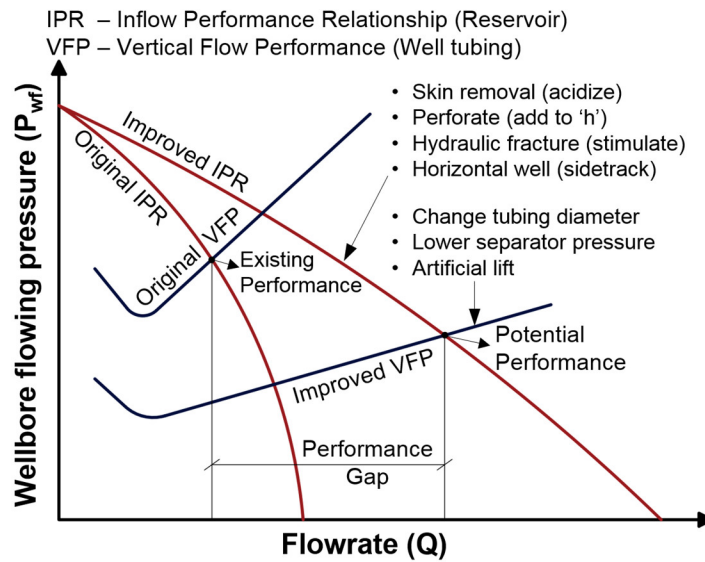 IPR – Inflow Performance Relationship (Reservoir)
VFP – Vertical Flow Performance (Well tubing)
Wellbore flowing pressure (Pwf)
• Skin removal (acidize)
• Perforate (add to ‘h’)
• Hydraulic fracture (stimulate)
• Horizontal well (sidetrack)
Improved IPR
Original IPR
• Change tubing diameter
• Lower separator pressure
• Artificial lift
Original VFP
Existing
Performance
Potential
Performance
Improved VFP
Performance
Gap
Flowrate (Q)